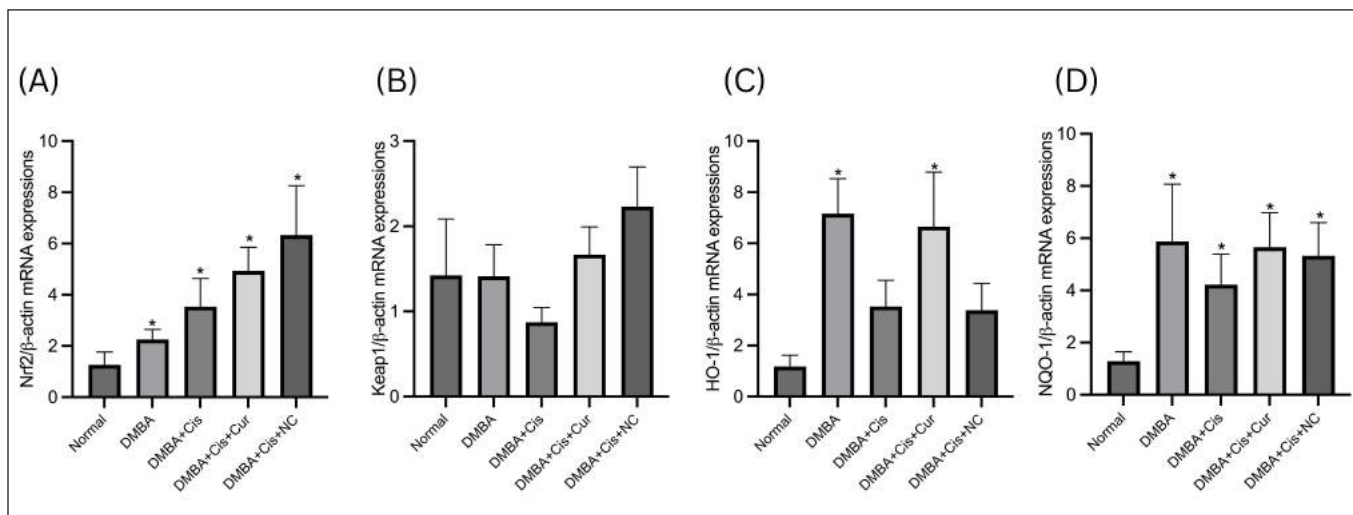 (A)
Nrf2/β-actin mRNA expressions
10
8
6
4
2
0
*
*
*
*
Normal
DMBA
DMBA+Cis
DMBA+Cis+Cur
DMBA+Cis+NC
(B)
Keap1/β-actin mRNA expressions
3
2
1
0
Normal
DMBA
DMBA+Cis
DMBA+Cis+Cur
DMBA+Cis+NC
(C)
HO-1/β-actin mRNA expressions
10
8
6
4
2
0
*
*
Normal
DMBA
DMBA+Cis
DMBA+Cis+Cur
DMBA+Cis+NC
(D)
NQO-1/β-actin mRNA expressions
10
8
6
4
2
0
*
*
*
*
Normal
DMBA
DMBA+Cis
DMBA+Cis+Cur
DMBA+Cis+NC